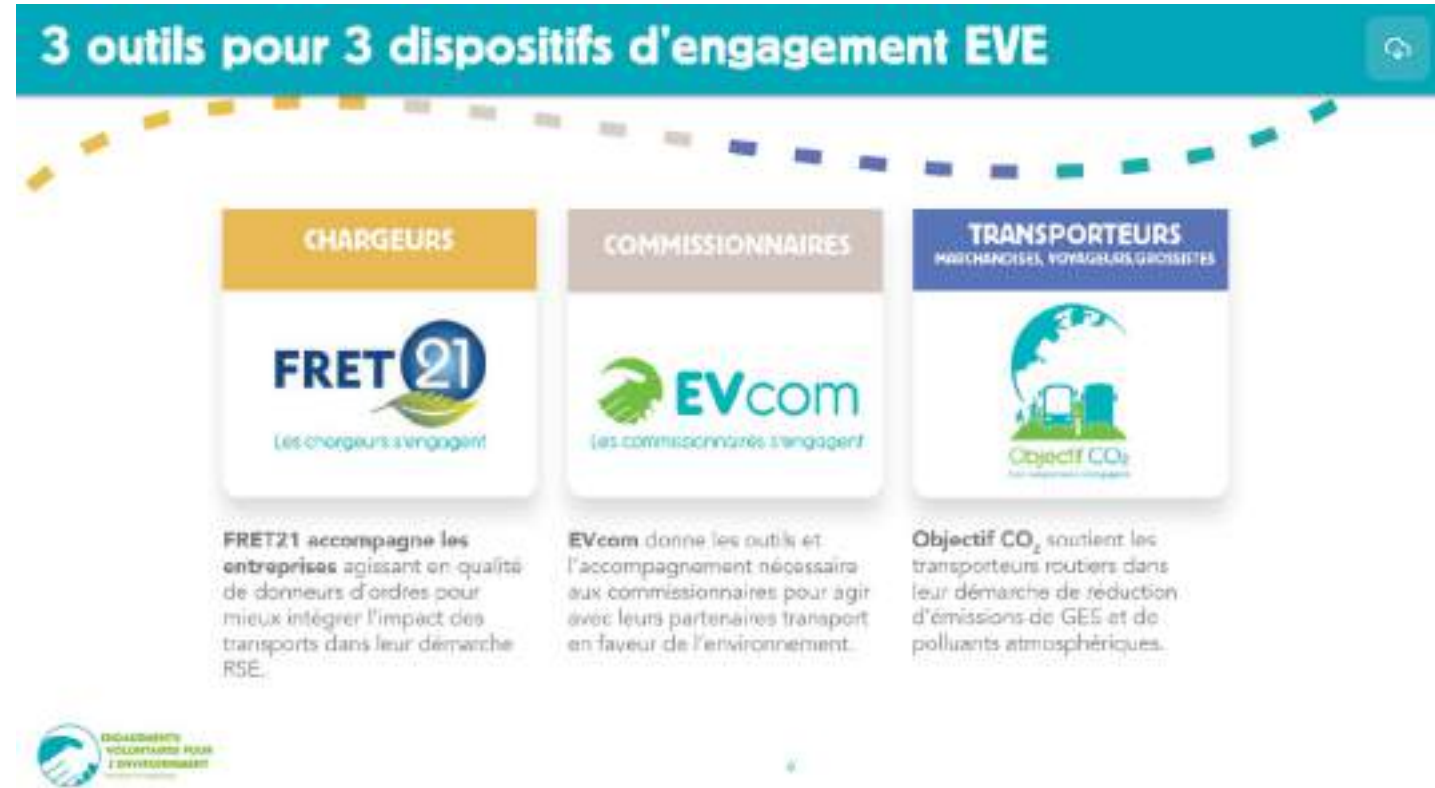 3 outils pour 3 dispositifs d'engagement EVE
CHARGEURS
FRET21
Les chargeurs s'engagent
FRET21 accompagne les
entreprises agissant en qualité
de donneurs d'ordres pour
mieux intégrer l'impact des
transports dans leur démarche
RSE.
COMMISSIONNAIRES
EVcom
Les commissionnaires s'engagent
EVcom donne les outils et
l'accompagnement nécessaire
aux commissionnaires pour agir
avec leurs partenaires transport
en faveur de l'environnement.
TRANSPORTEURS
MARCHANDISES, VOYAGEURS, GROSSISTES
Objectif CO₂
Objectif CO₂ soutient les
transporteurs routiers dans
leur démarche de réduction
d'émissions de GES et de
polluants atmosphériques.
ENGAGEMENTS
VOLONTAIRES POUR
L'ENVIRONNEMENT